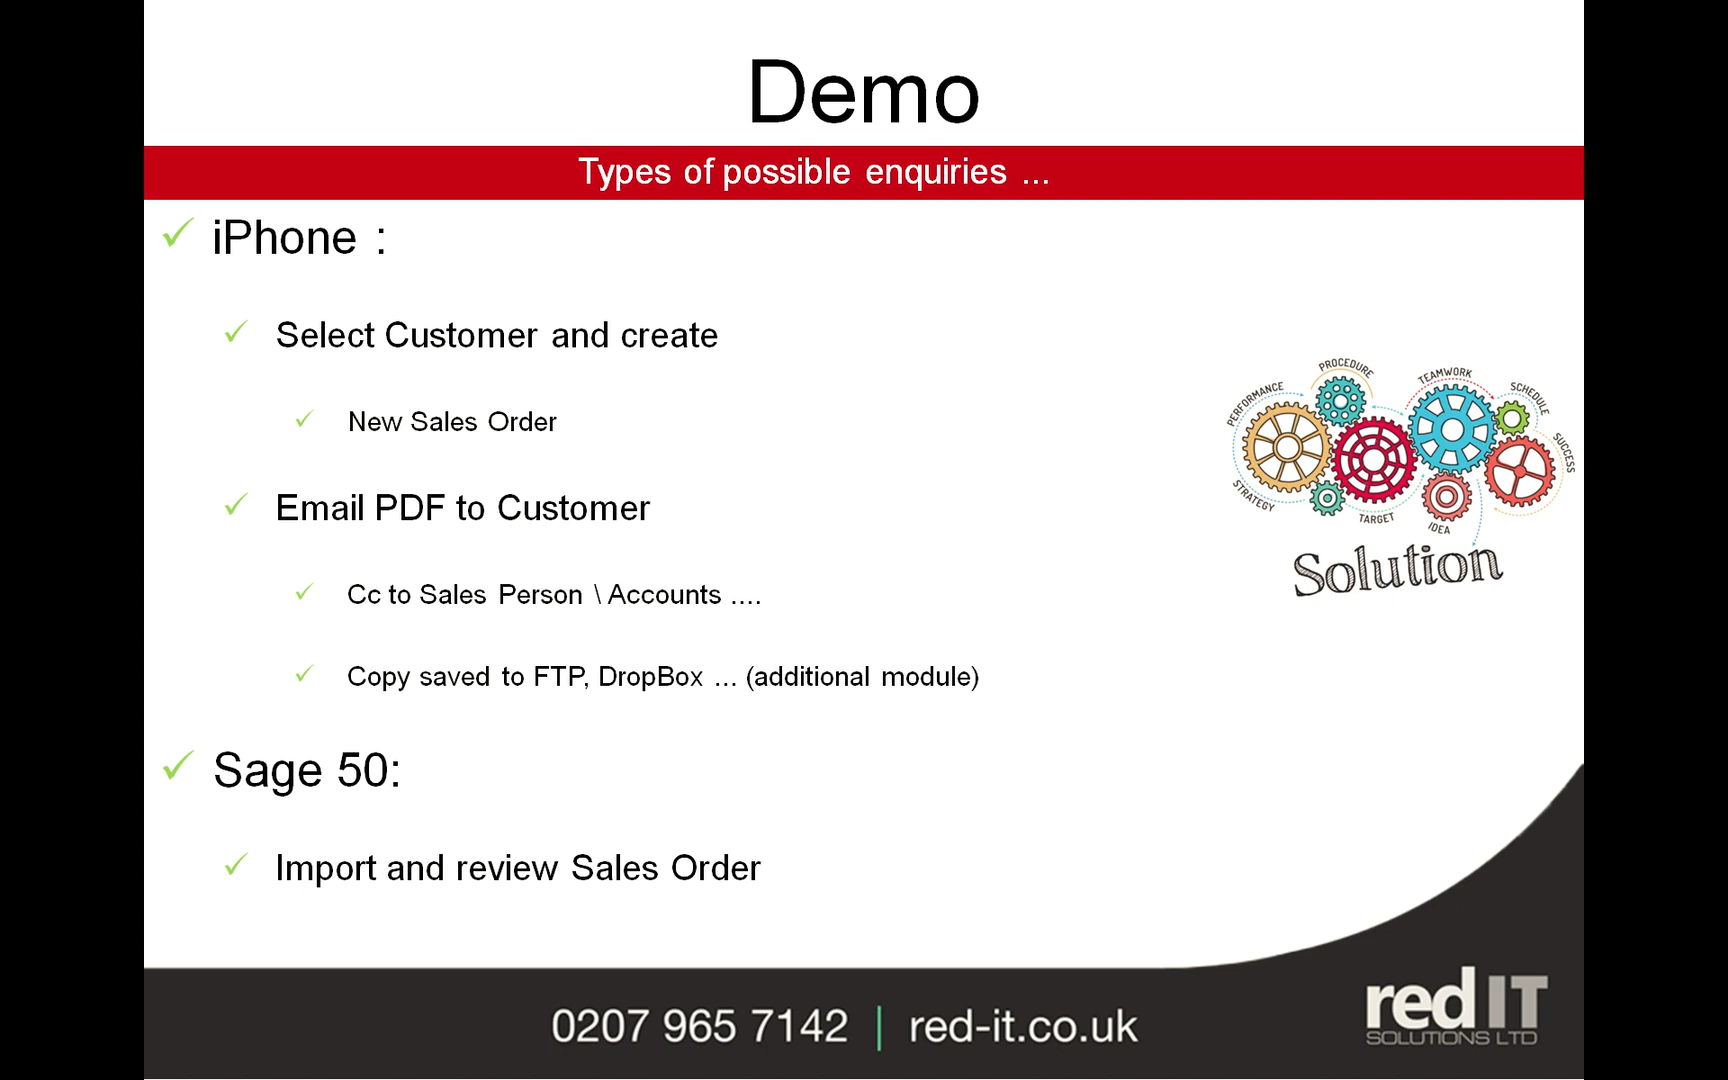 Demo
Types of possible enquiries ...
iPhone :
Select Customer and create
New Sales Order
Email PDF to Customer
Cc to Sales Person \ Accounts ....
Copy saved to FTP, DropBox ... (additional module)
Sage 50:
Import and review Sales Order
PERFORMANCE
PROCEDURE
TEAMWORK
SCHEDULE
SUCCESS
STRATEGY
TARGET
IDEA
Solution
0207 965 7142 | red-it.co.uk
red IT
SOLUTIONS LTD